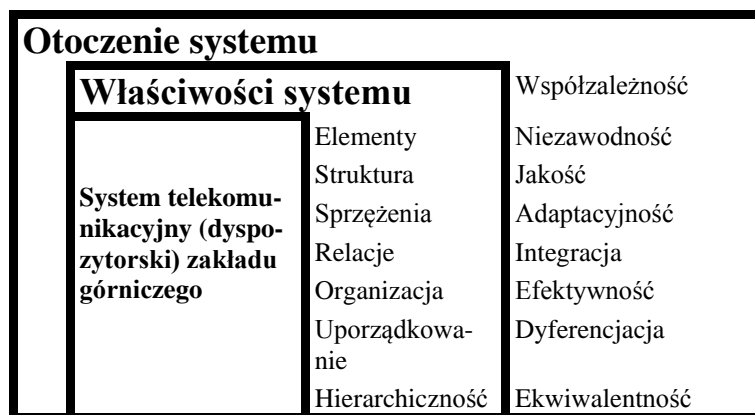 Otoczenie systemu
Właściwości systemu
Współzależność
System telekomu-
nikacyjny (dyspo-
zytorski) zakładu
górniczego
Elementy
Struktura
Sprzężenia
Relacje
Organizacja
Uporządkowa-
nie
Hierarchiczność
Niezawodność
Jakość
Adaptacyjność
Integracja
Efektywność
Dyferencjacja
Ekwiwalentność